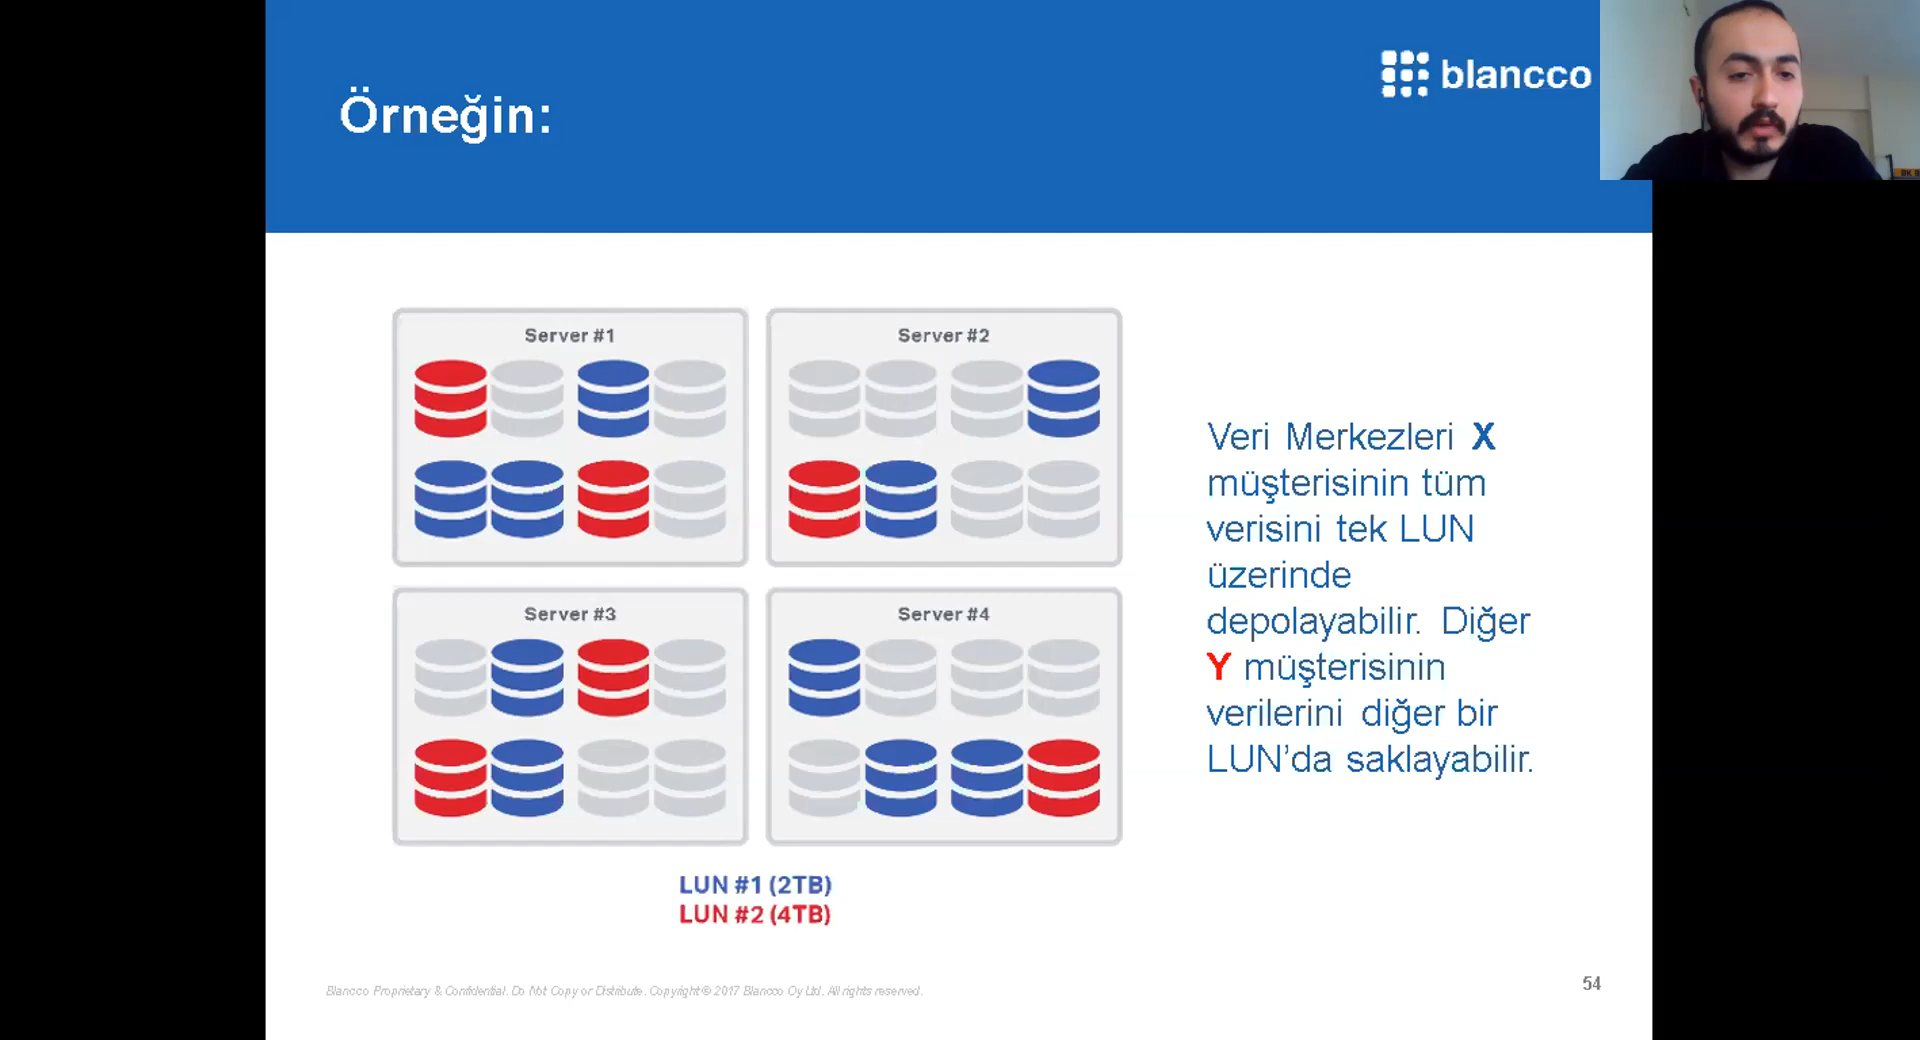 Örneğin:
blancco
Server #1
Server #2
Server #3
Server #4
LUN #1 (2TB)
LUN #2 (4TB)
Veri Merkezleri X
müşterisinin tüm
verisini tek LUN
üzerinde
depolayabilir. Diğer
Y müşterisinin
verilerini diğer bir
LUN’da saklayabilir.
Blancco Proprietary & Confidential. Do Not Copy or Distribute. Copyright © 2017 Blancco Oy Ltd. All rights reserved.
54